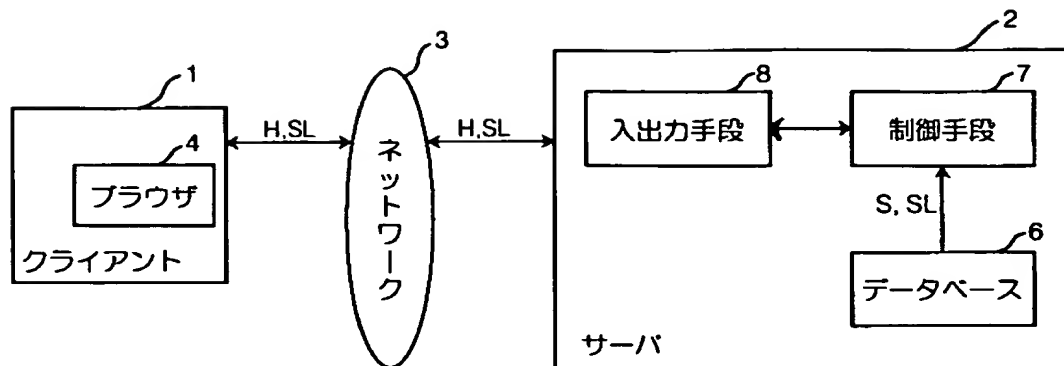 1
4
ブラウザ
クライアント
H,SL
3
ネットワーク
H,SL
2
8
入出力手段
7
制御手段
S, SL
6
データベース
サーバ